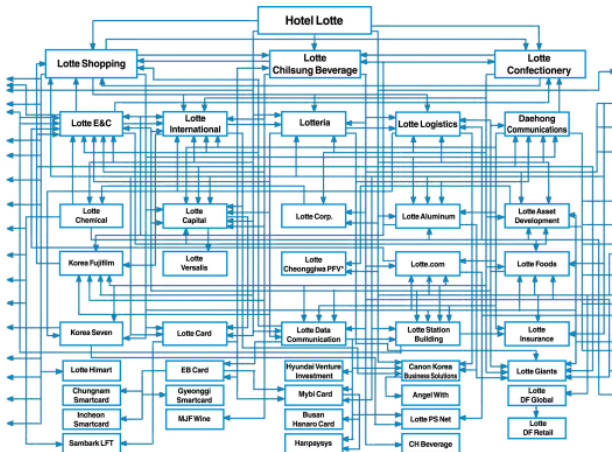 Hotel Lotte
Lotte Shopping
Lotte
Chilsung Beverage
Lotte
Confectionery
Lotte E&C
Lotte
International
Lotteria
Lotte Logistics
Daehong
Communications
Lotte
Chemical
Lotte
Capital
Lotte Corp.
Lotte Aluminum
Lotte Asset
Development
Korea Fujifilm
Lotte
Versalis
Lotte
Cheonggiwa PFV*
Lotte.com
Lotte Foods
Korea Seven
Lotte Card
Lotte Data
Communication
Lotte Station
Building
Lotte
Insurance
Lotte Himart
EB Card
Hyundai Venture
Investment
Canon Korea
Business Solutions
Lotte Giants
Chungnam
Smartcard
Gyeonggi
Smartcard
Mybi Card
Angel With
Lotte
DF Global
Incheon
Smartcard
MJF Wine
Busan
Hanaro Card
Lotte PS Net
Lotte
DF Retail
Sambark LFT
Hanpaysys
CH Beverage